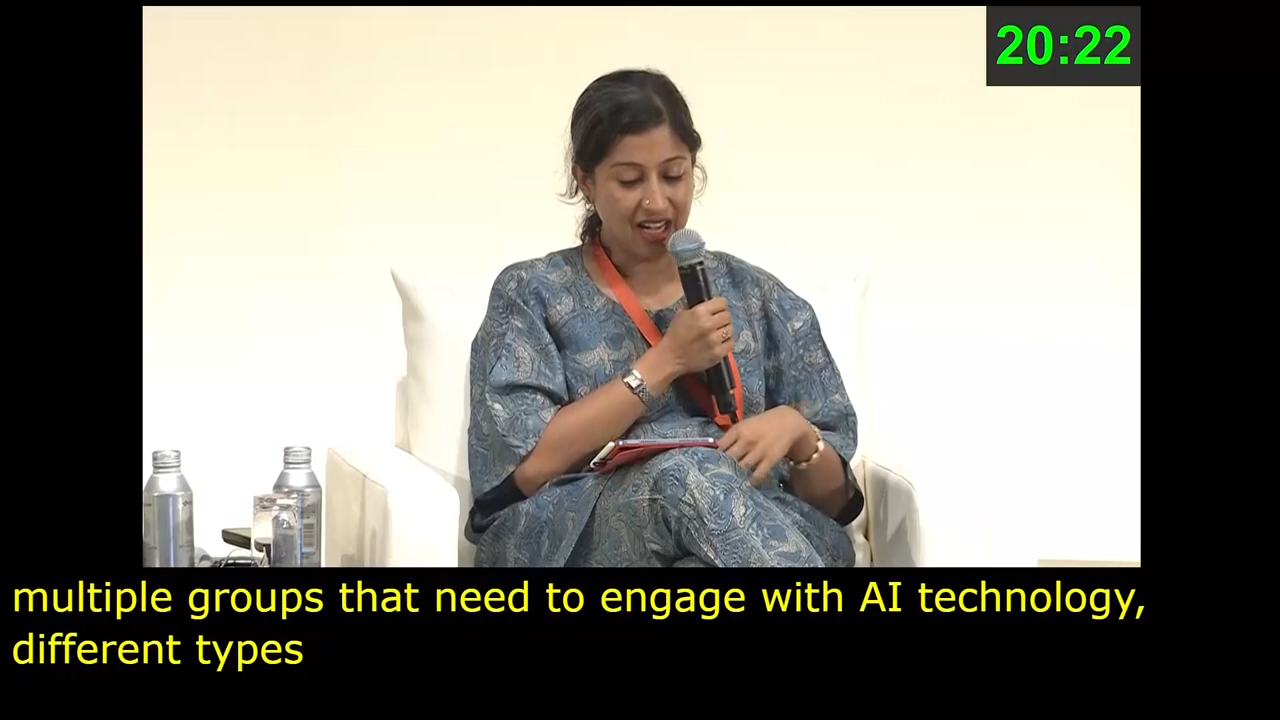 20:22
multiple groups that need to engage with AI technology,
different types